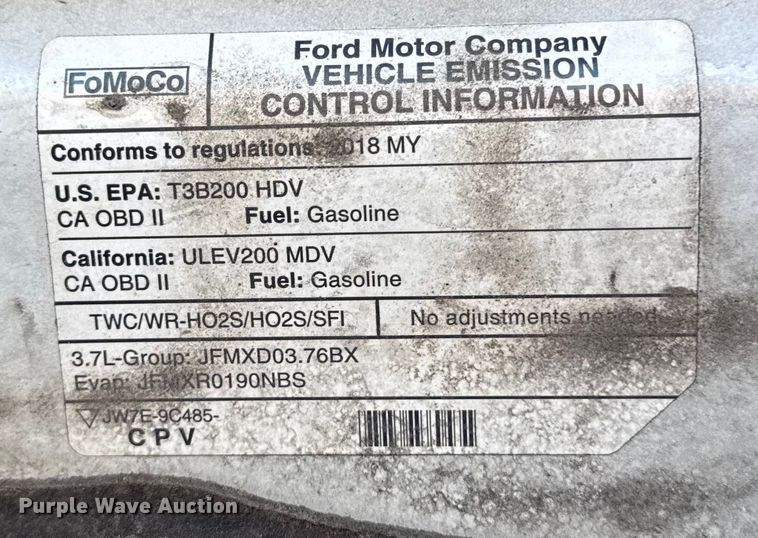 FoMoCo
Ford Motor Company
VEHICLE EMISSION
CONTROL INFORMATION
Conforms to regulations: 2018 MY
U.S. EPA: T3B200 HDV
CA OBD II Fuel: Gasoline
California: ULEV200 MDV
CA OBD II Fuel: Gasoline
TWC/WR-HO2S/HO2S/SFI No adjustments needed.
3.7L-Group: JFMXD03.76BX
Evap: JFMXR0190NBS
JW7E-9C485-
C P V
Purple Wave Auction